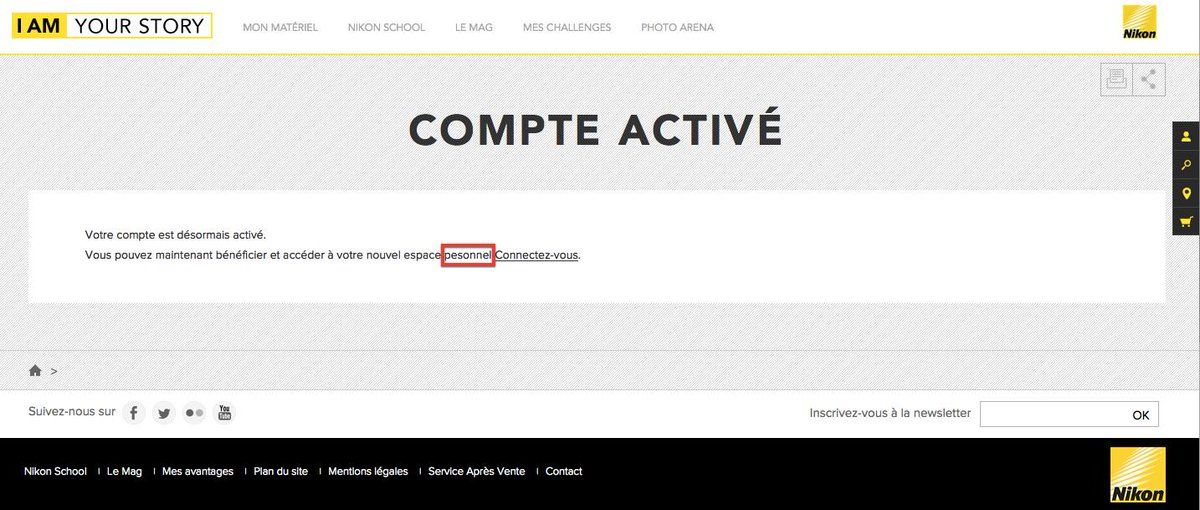 I AM YOUR STORY
MON MATÉRIEL
NIKON SCHOOL
LE MAG
MES CHALLENGES
PHOTO ARENA
Nikon
COMPTE ACTIVÉ
Votre compte est désormais activé.
Vous pouvez maintenant bénéficier et accéder à votre nouvel espace pesonnel Connectez-vous.
>
Suivez-nous sur
You Tube
Inscrivez-vous à la newsletter
OK
Nikon School | Le Mag | Mes avantages | Plan du site | Mentions légales | Service Après Vente | Contact
Nikon